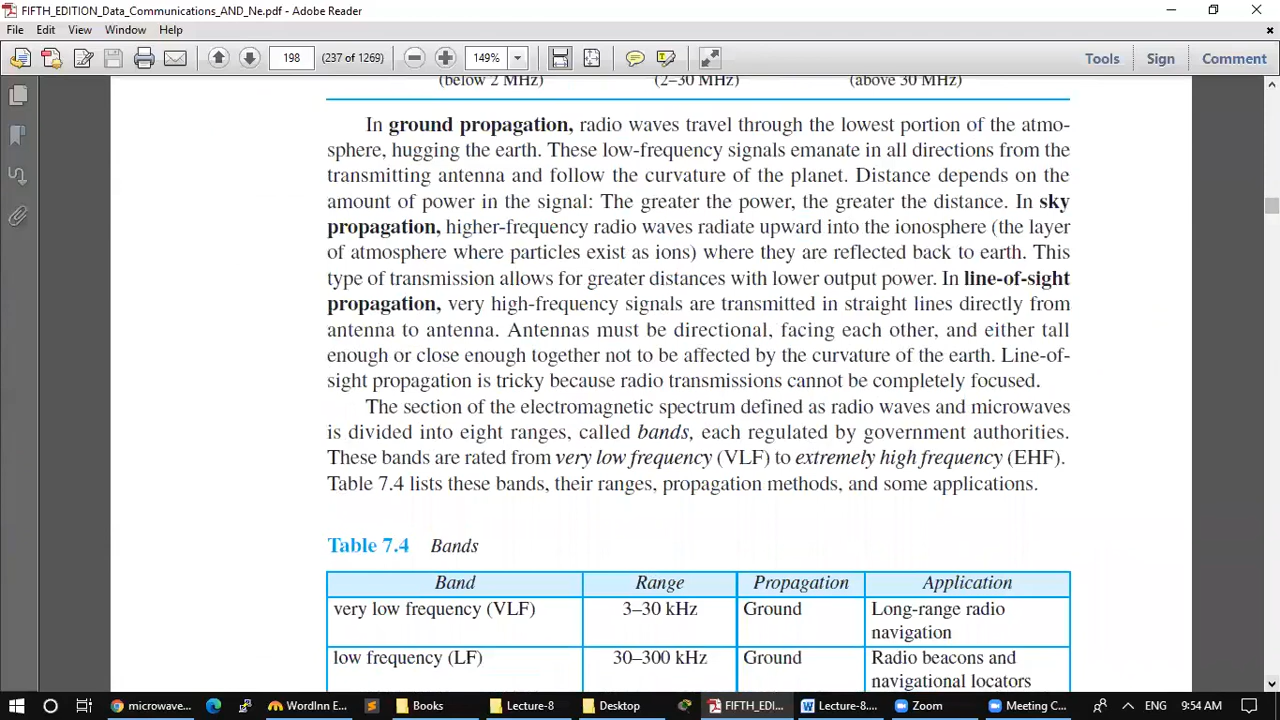 FIFTH_EDITION_Data_Communications_AND_Ne.pdf - Adobe Reader
File Edit View Window Help
198 (237 of 1269) 149% Tools Sign Comment
(below 2 MHz) (2–30 MHz) (above 30 MHz)
In ground propagation, radio waves travel through the lowest portion of the atmo-
sphere, hugging the earth. These low-frequency signals emanate in all directions from the
transmitting antenna and follow the curvature of the planet. Distance depends on the
amount of power in the signal: The greater the power, the greater the distance. In sky
propagation, higher-frequency radio waves radiate upward into the ionosphere (the layer
of atmosphere where particles exist as ions) where they are reflected back to earth. This
type of transmission allows for greater distances with lower output power. In line-of-sight
propagation, very high-frequency signals are transmitted in straight lines directly from
antenna to antenna. Antennas must be directional, facing each other, and either tall
enough or close enough together not to be affected by the curvature of the earth. Line-of-
sight propagation is tricky because radio transmissions cannot be completely focused.
The section of the electromagnetic spectrum defined as radio waves and microwaves
is divided into eight ranges, called bands, each regulated by government authorities.
These bands are rated from very low frequency (VLF) to extremely high frequency (EHF).
Table 7.4 lists these bands, their ranges, propagation methods, and some applications.
Table 7.4 Bands
Band Range Propagation Application
very low frequency (VLF) 3–30 kHz Ground Long-range radio
navigation
low frequency (LF) 30–300 kHz Ground Radio beacons and
navigational locators
microwave... WordInn E... Books Lecture-8 Desktop FIFTH_EDI... Lecture-8.... Zoom Meeting C... ENG 9:54 AM